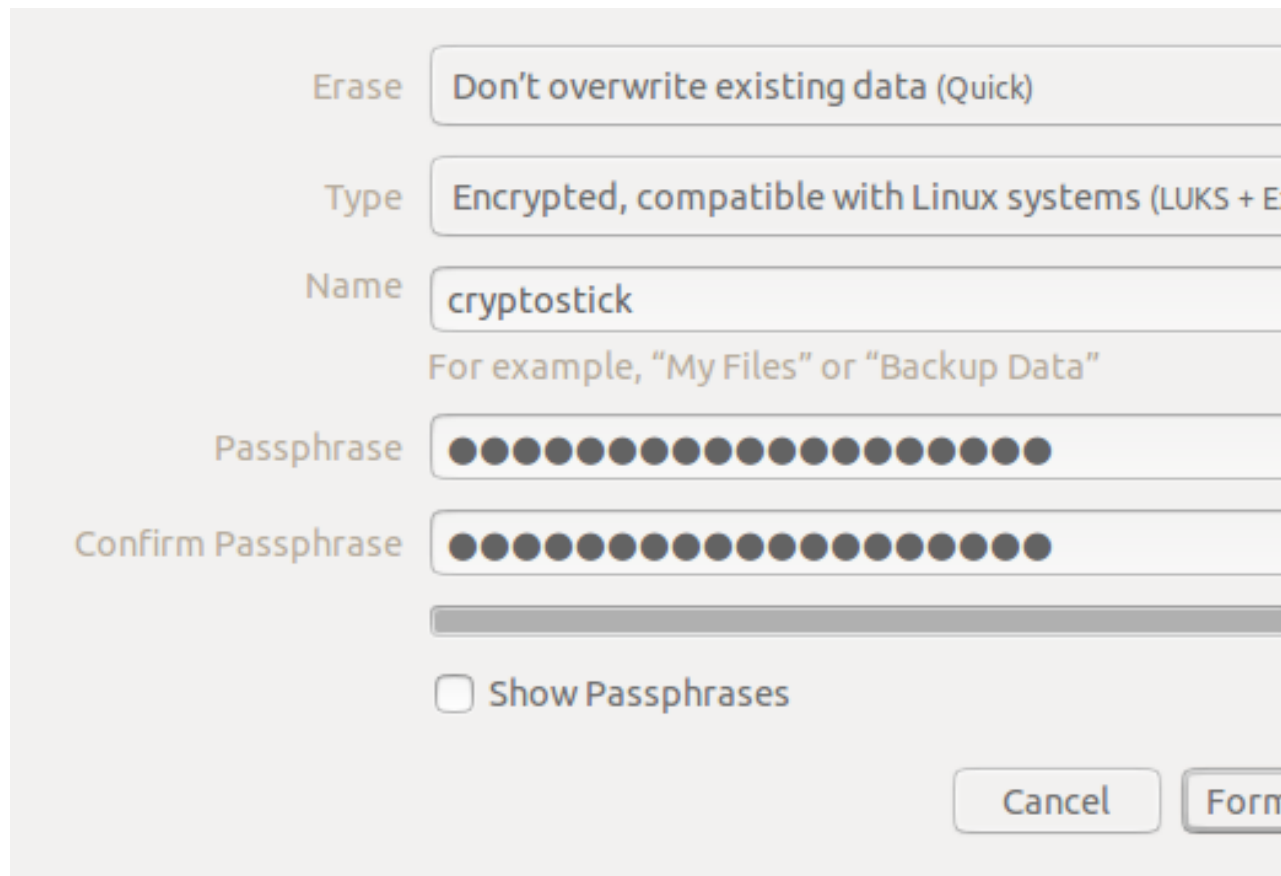 Erase Don’t overwrite existing data (Quick)
Type Encrypted, compatible with Linux systems (LUKS +
Name cryptostick
For example, “My Files” or “Backup Data”
Passphrase ●●●●●●●●●●●●●●●●●●●
Confirm Passphrase ●●●●●●●●●●●●●●●●●●●
Show Passphrases
Cancel